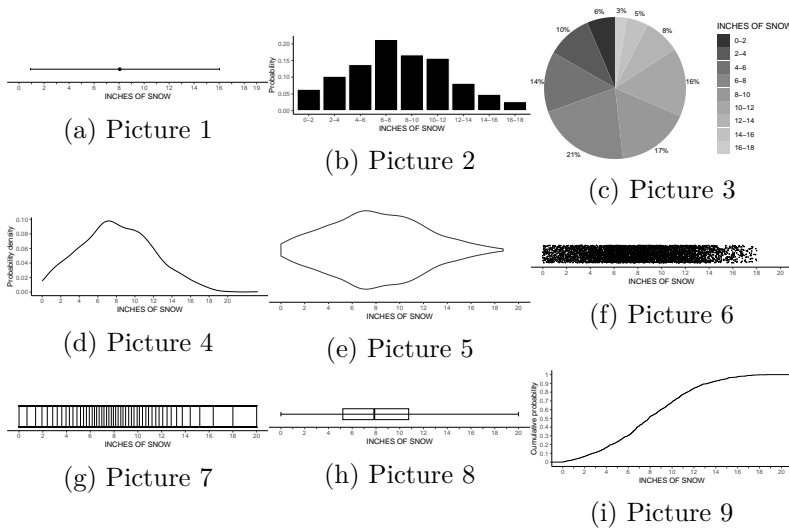 0 2 4 6 8 10 12 14 16 18 19
INCHES OF SNOW
(a) Picture 1
Probability
0.20
0.15
0.10
0.05
0.00
0–2 2–4 4–6 6–8 8–10 10–12 12–14 14–16 16–18
INCHES OF SNOW
(b) Picture 2
6% 3% 5%
10% 8%
14% 16%
21% 17%
INCHES OF SNOW
0–2
2–4
4–6
6–8
8–10
10–12
12–14
14–16
16–18
(c) Picture 3
Probability density
0.10
0.08
0.06
0.04
0.02
0.00
0 2 4 6 8 10 12 14 16 18 20 22
INCHES OF SNOW
(d) Picture 4
0 2 4 6 8 10 12 14 16 18 20
INCHES OF SNOW
(e) Picture 5
0 2 4 6 8 10 12 14 16 18 20
INCHES OF SNOW
(f) Picture 6
0 2 4 6 8 10 12 14 16 18 20
INCHES OF SNOW
(g) Picture 7
0 2 4 6 8 10 12 14 16 18 20
INCHES OF SNOW
(h) Picture 8
Cumulative probability
1
0.9
0.8
0.7
0.6
0.5
0.4
0.3
0.2
0.1
0
0 2 4 6 8 10 12 14 16 18 20
INCHES OF SNOW
(i) Picture 9